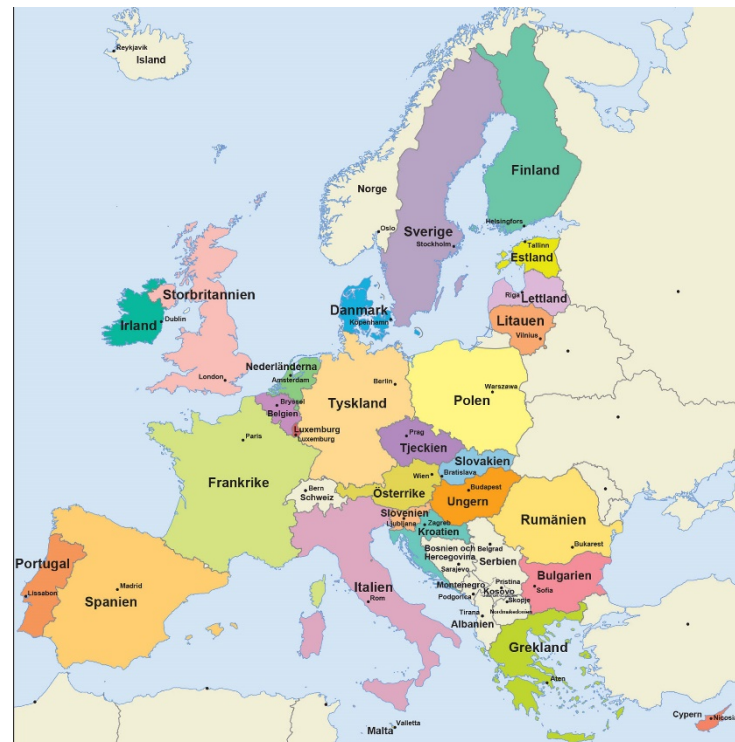 Reykjavik
Island
Norge
Oslo
Sverige
Stockholm
Finland
Helsingfors
Tallinn
Estland
Riga
Lettland
Litauen
Vilnius
Storbritannien
Irland
Dublin
London
Danmark
Köpenhamn
Nederländerna
Amsterdam
Bryssel
Belgien
Luxemburg
Luxemburg
Berlin
Tyskland
Warszawa
Polen
Prag
Tjeckien
Slovakien
Bratislava
Wien
Österrike
Budapest
Ungern
Paris
Frankrike
Bern
Schweiz
Slovenien
Ljubljana
Zagreb
Kroatien
Rumänien
Bukarest
Bosnien och
Hercegovina
Sarajevo
Belgrad
Serbien
Montenegro
Podgorica
Pristina
Kosovo
Skopje
Nordmakedonien
Sofia
Bulgarien
Tirana
Albanien
Portugal
Lissabon
Madrid
Spanien
Italien
Rom
Grekland
Aten
Valletta
Malta
Cypern
Nicosia